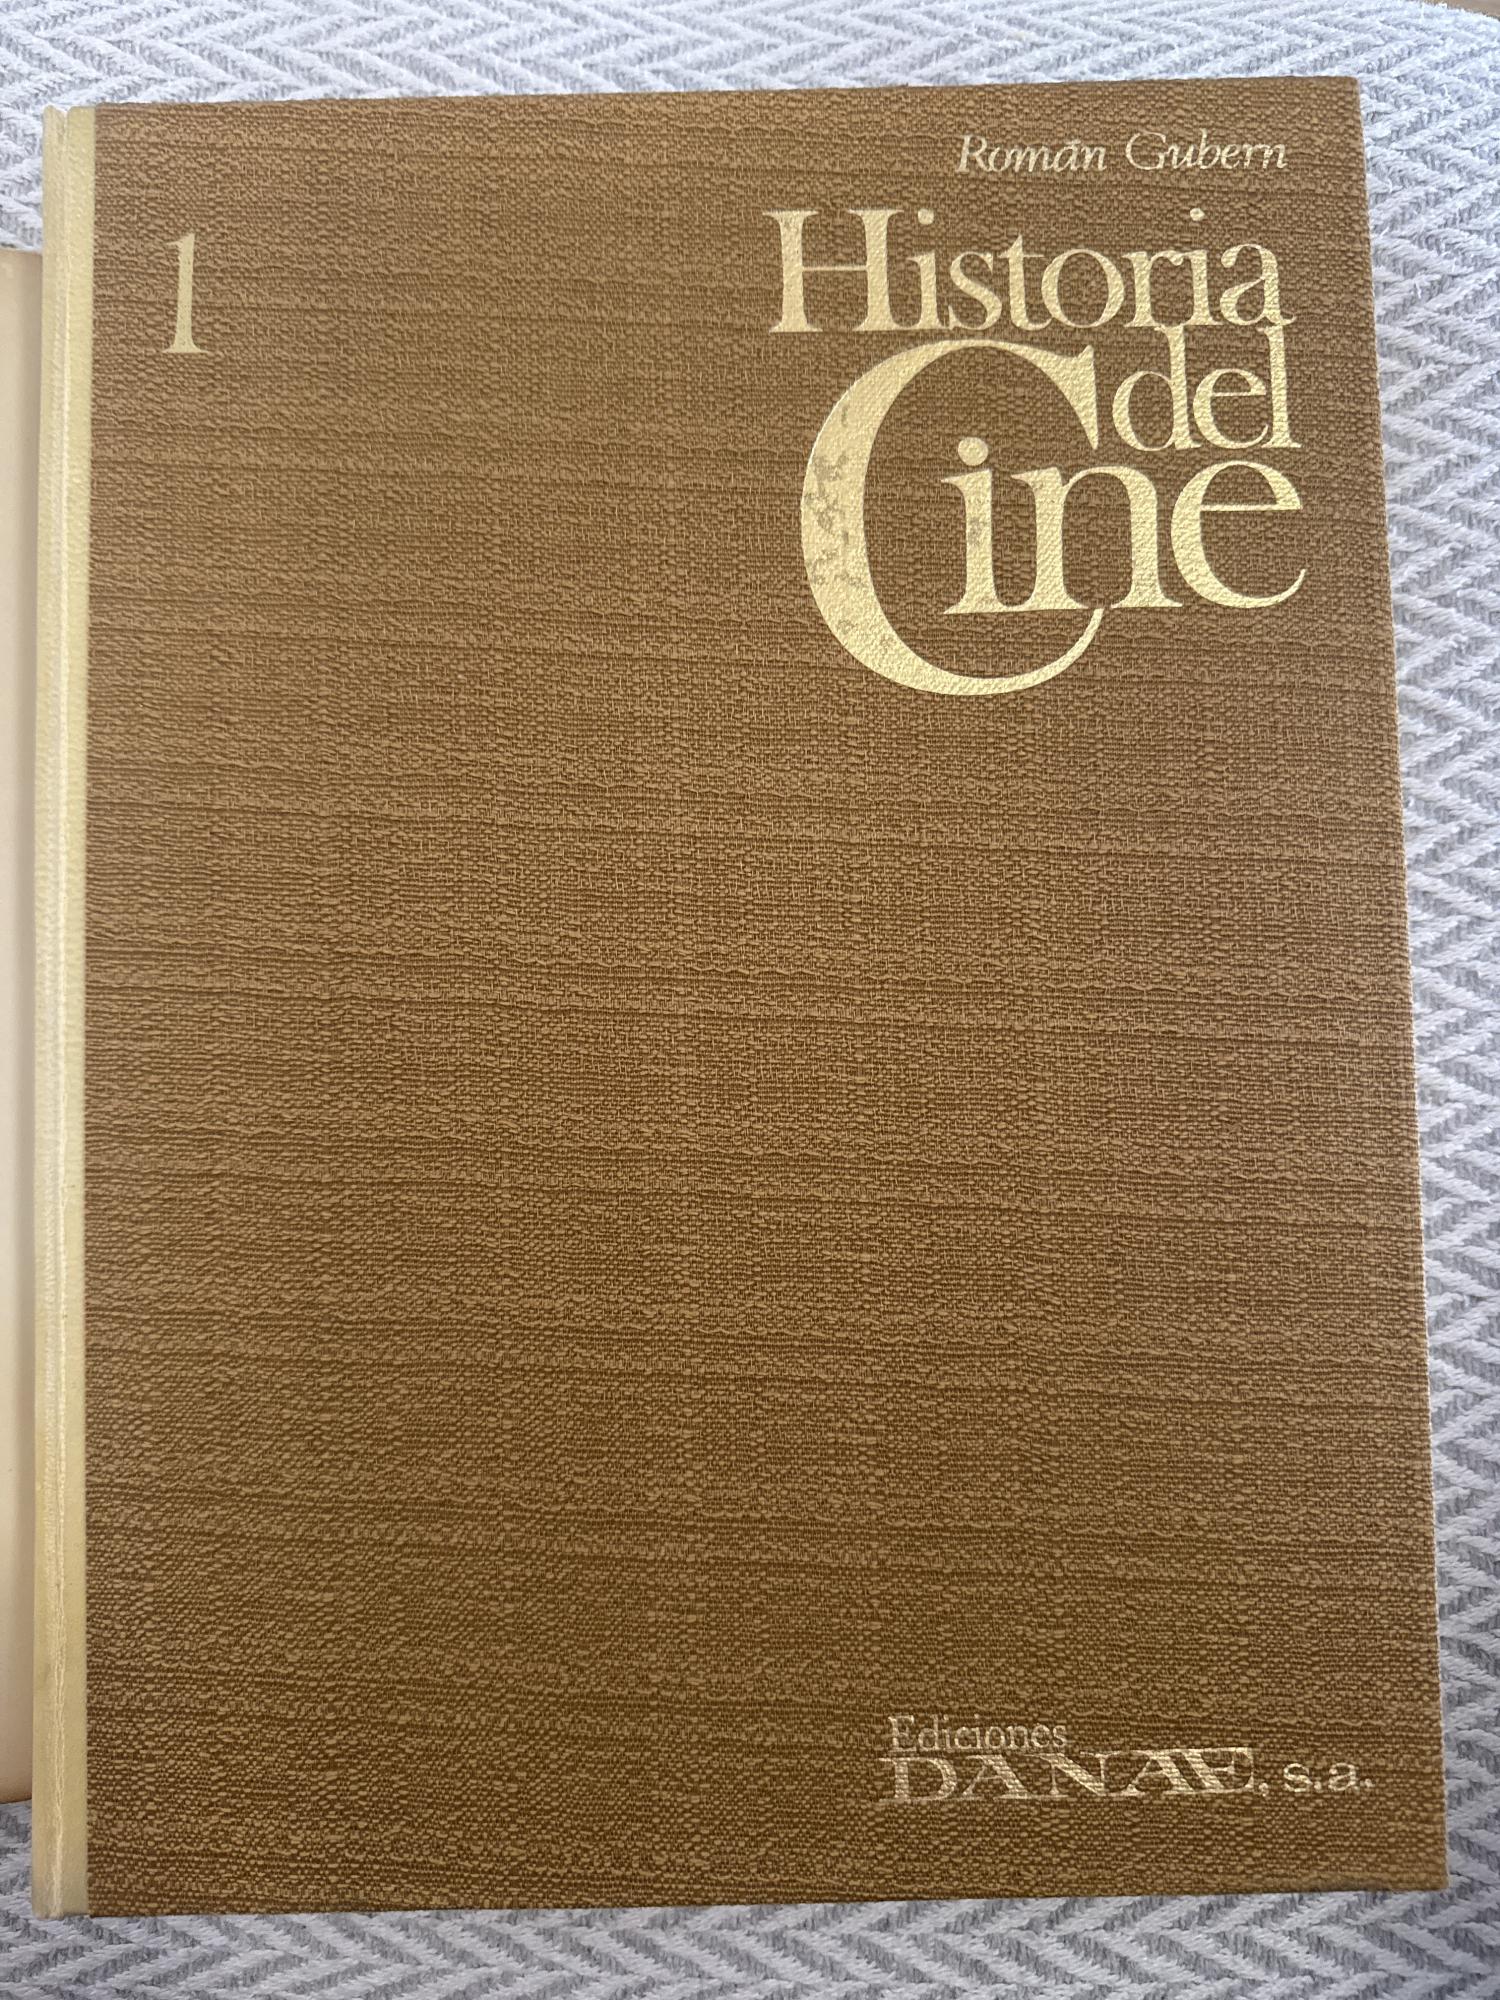 Román Gubern
1
Historia
del
Cine
Ediciones
DANAE, s.a.